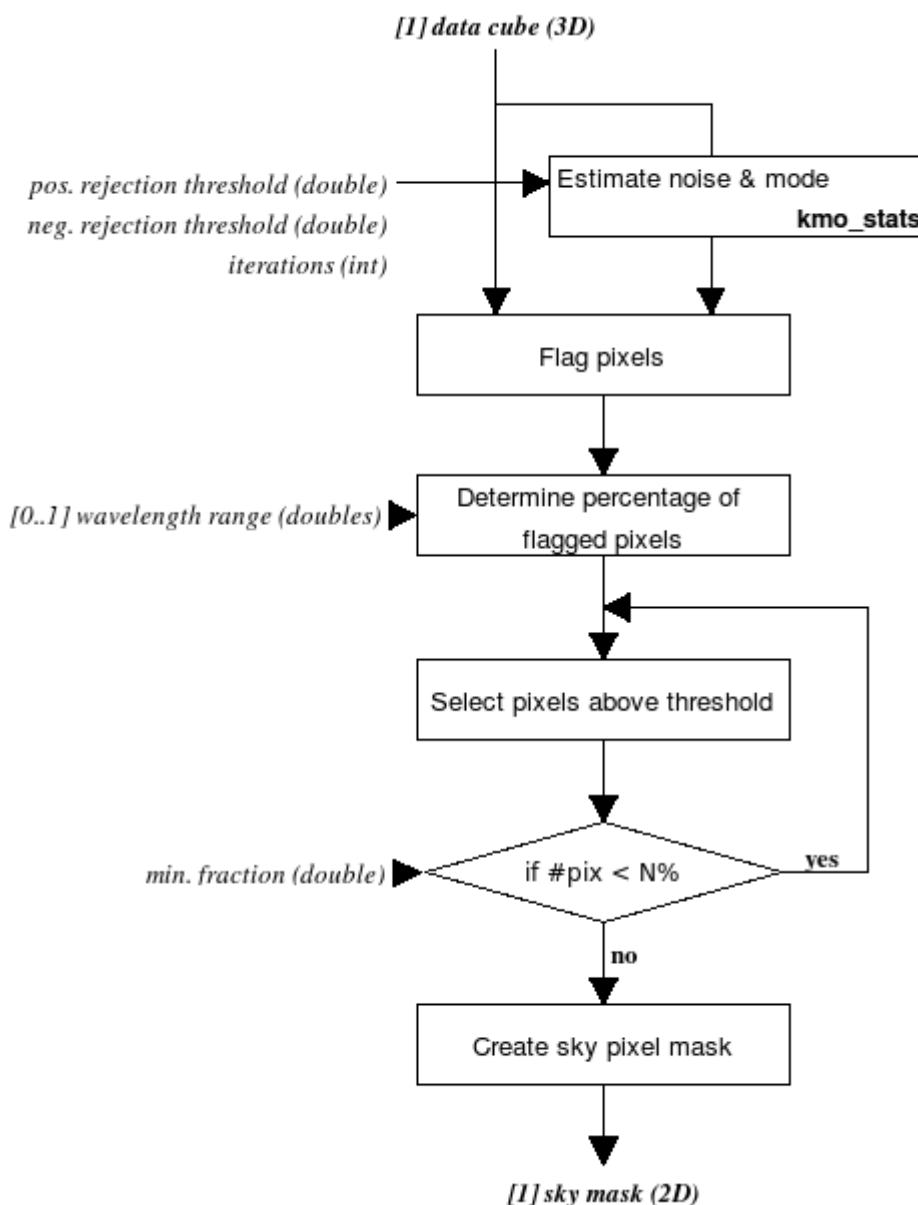 [1] data cube (3D)
pos. rejection threshold (double)
neg. rejection threshold (double)
iterations (int)
Estimate noise & mode
kmo_stats
Flag pixels
[0..1] wavelength range (doubles)
Determine percentage of
flagged pixels
Select pixels above threshold
min. fraction (double)
if #pix < N%
yes
no
Create sky pixel mask
[1] sky mask (2D)